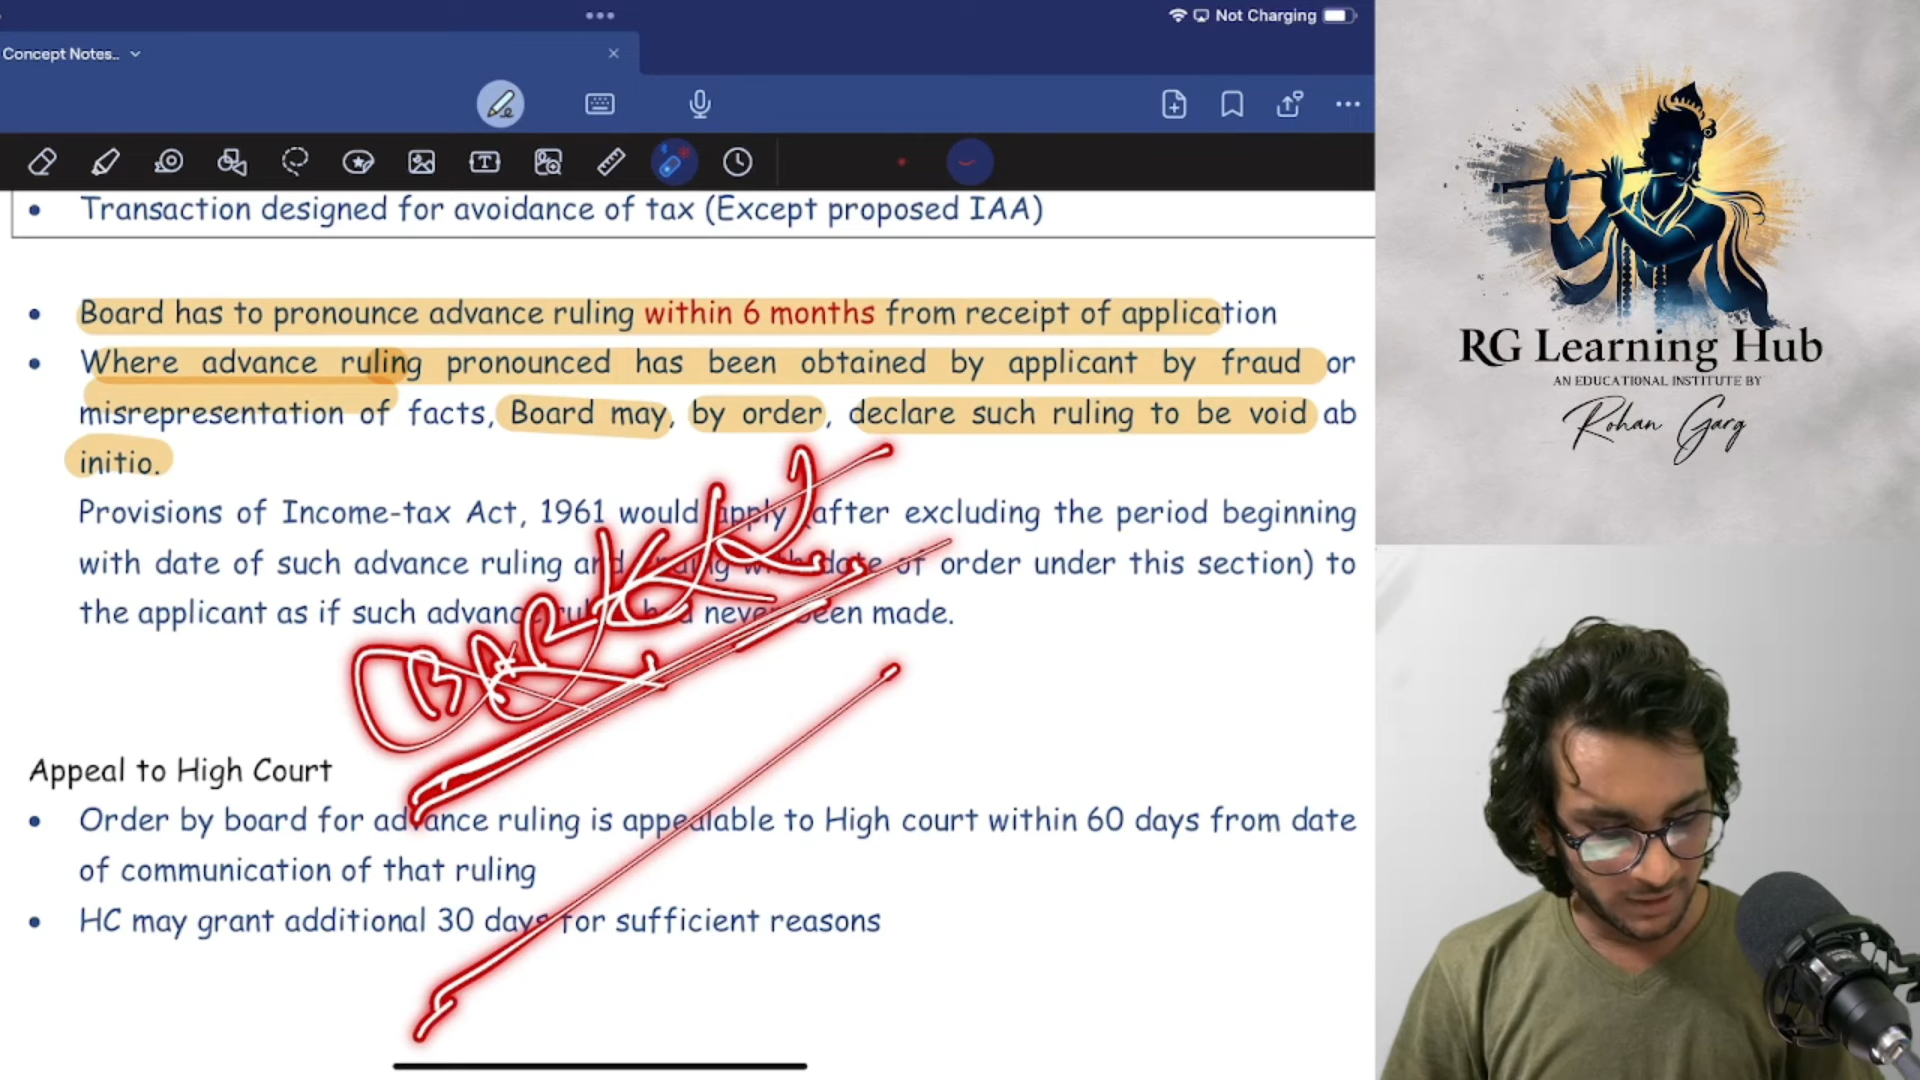 Not Charging
Concept Notes..
Transaction designed for avoidance of tax (Except proposed IAA)
Board has to pronounce advance ruling within 6 months from receipt of application
Where advance ruling pronounced has been obtained by applicant by fraud or
misrepresentation of facts, Board may, by order, declare such ruling to be void ab
initio.
Provisions of Income-tax Act, 1961 would apply (after excluding the period beginning
with date of such advance ruling and ending with date of order under this section) to
the applicant as if such advance ruling had never been made.
Appeal to High Court
Order by board for advance ruling is appealable to High court within 60 days from date
of communication of that ruling
HC may grant additional 30 days for sufficient reasons
RG Learning Hub
AN EDUCATIONAL INSTITUTE BY
Rohan Garg